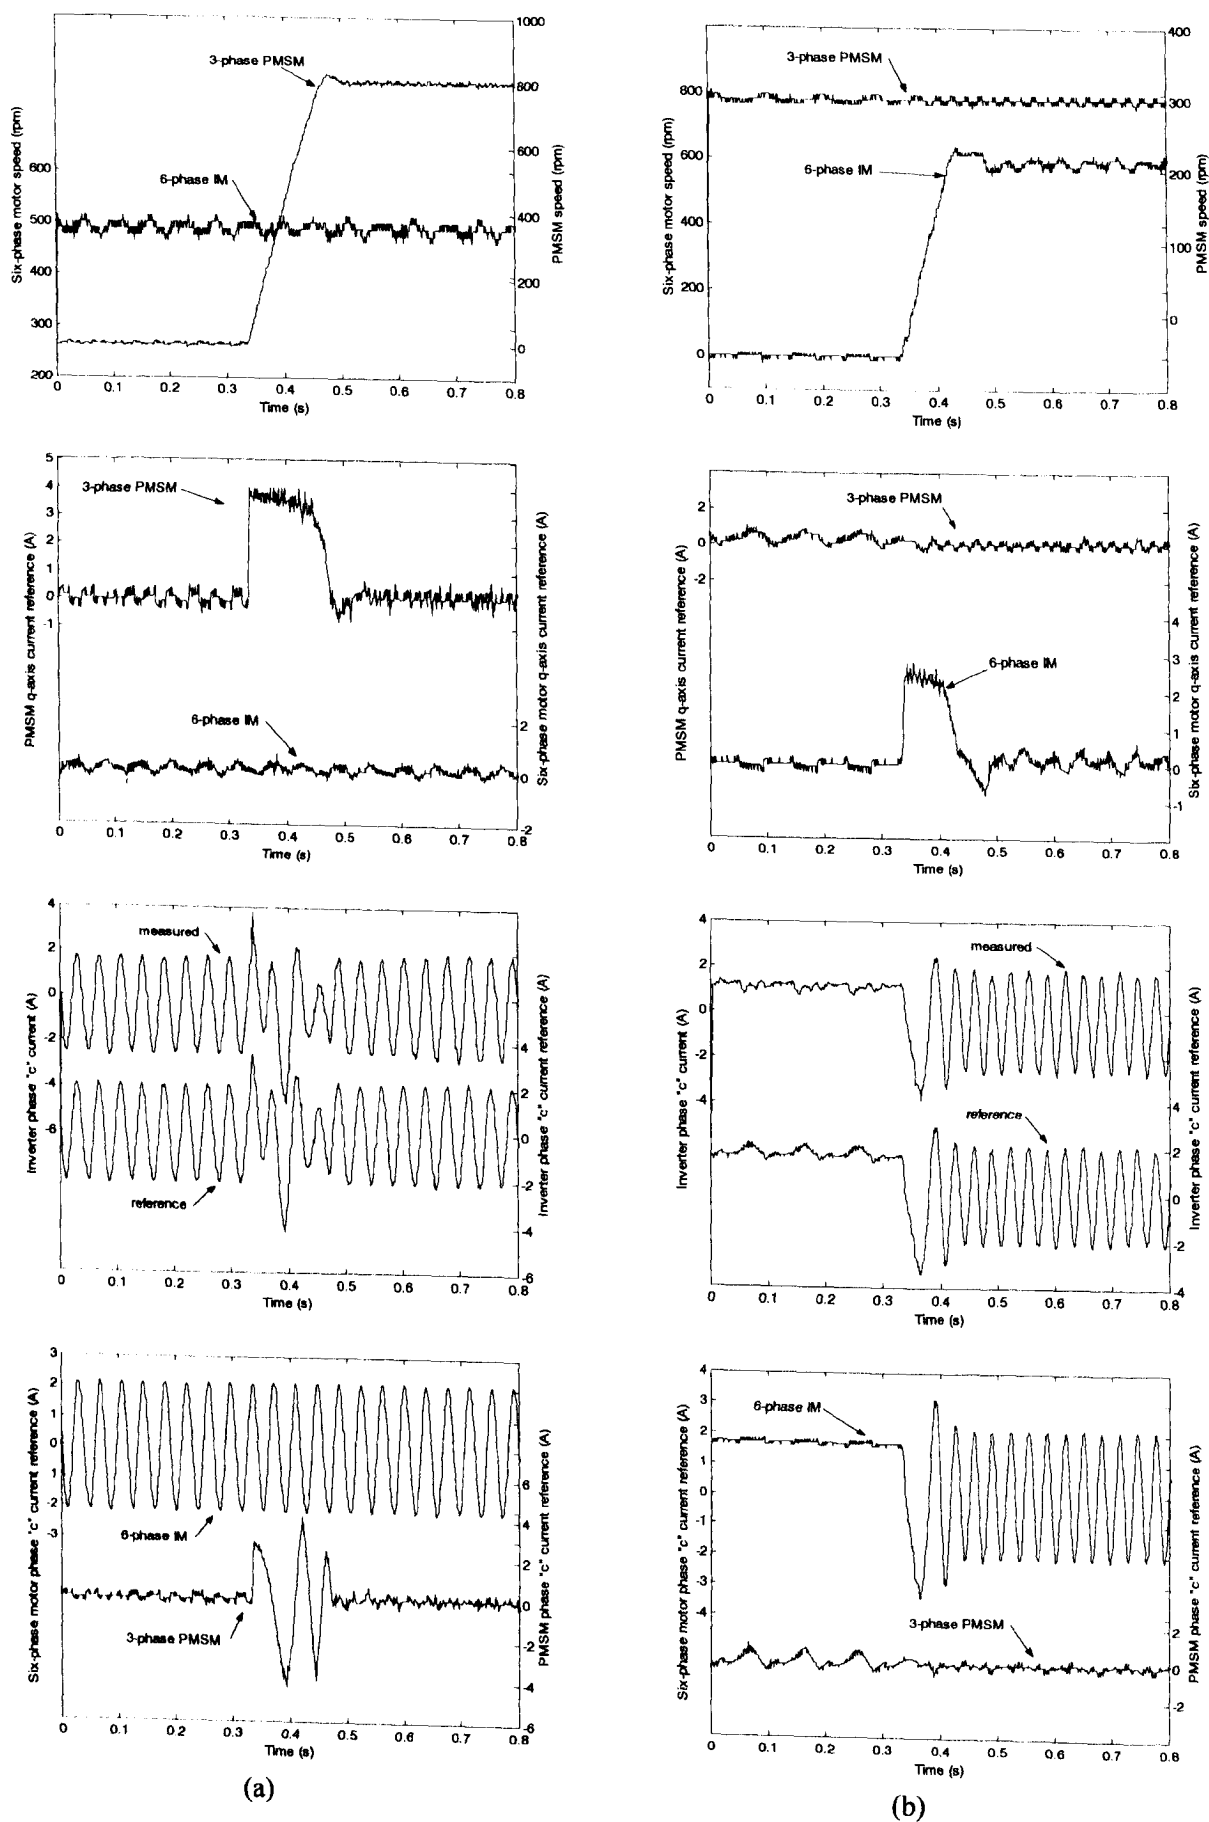 1000
3-phase PMSM
800
600
600
6-phase IM
500
400
400
300
200
200
0
Six-phase motor speed (rpm)
PMSM speed (rpm)
0 0.1 0.2 0.3 0.4 0.5 0.6 0.7 0.8
Time (s)
5
3-phase PMSM
4
3
2
1
0
-1
6-phase IM
2
0
-2
PMSM q-axis current reference (A)
Six-phase motor q-axis current reference (A)
0 0.1 0.2 0.3 0.4 0.5 0.6 0.7 0.8
Time (s)
4
measured
2
0
-2
-4
-6
4
2
0
-2
-4
-6
reference
Inverter phase "c" current (A)
Inverter phase "c" current reference (A)
0 0.1 0.2 0.3 0.4 0.5 0.6 0.7 0.8
Time (s)
3
2
1
0
1
-2
-3
6
4
2
0
-2
-4
-6
6-phase IM
3-phase PMSM
Six-phase motor phase "c" current reference (A)
PMSM phase "c" current reference (A)
0 0.1 0.2 0.3 0.4 0.5 0.6 0.7 0.8
Time (s)
(a)
400
3-phase PMSM
800
300
600
6-phase IM
200
400
100
200
0
0
Six-phase motor speed (rpm)
PMSM speed (rpm)
0 0.1 0.2 0.3 0.4 0.5 0.6 0.7 0.8
Time (s)
3-phase PMSM
2
0
-2
4
3
2
1
0
-1
6-phase IM
PMSM q-axis current reference (A)
Six-phase motor q-axis current reference (A)
0 0.1 0.2 0.3 0.4 0.5 0.6 0.7 0.8
Time (s)
4
measured
2
0
-2
-4
4
2
0
-2
-4
reference
Inverter phase "c" current (A)
Inverter phase "c" current reference (A)
0 0.1 0.2 0.3 0.4 0.5 0.6 0.7 0.8
Time (s)
4
6-phase IM
3
2
1
0
-1
-2
-3
-4
3-phase PMSM
2
0
-2
Six-phase motor phase "c" current reference (A)
PMSM phase "c" current reference (A)
0 0.1 0.2 0.3 0.4 0.5 0.6 0.7 0.8
Time (s)
(b)